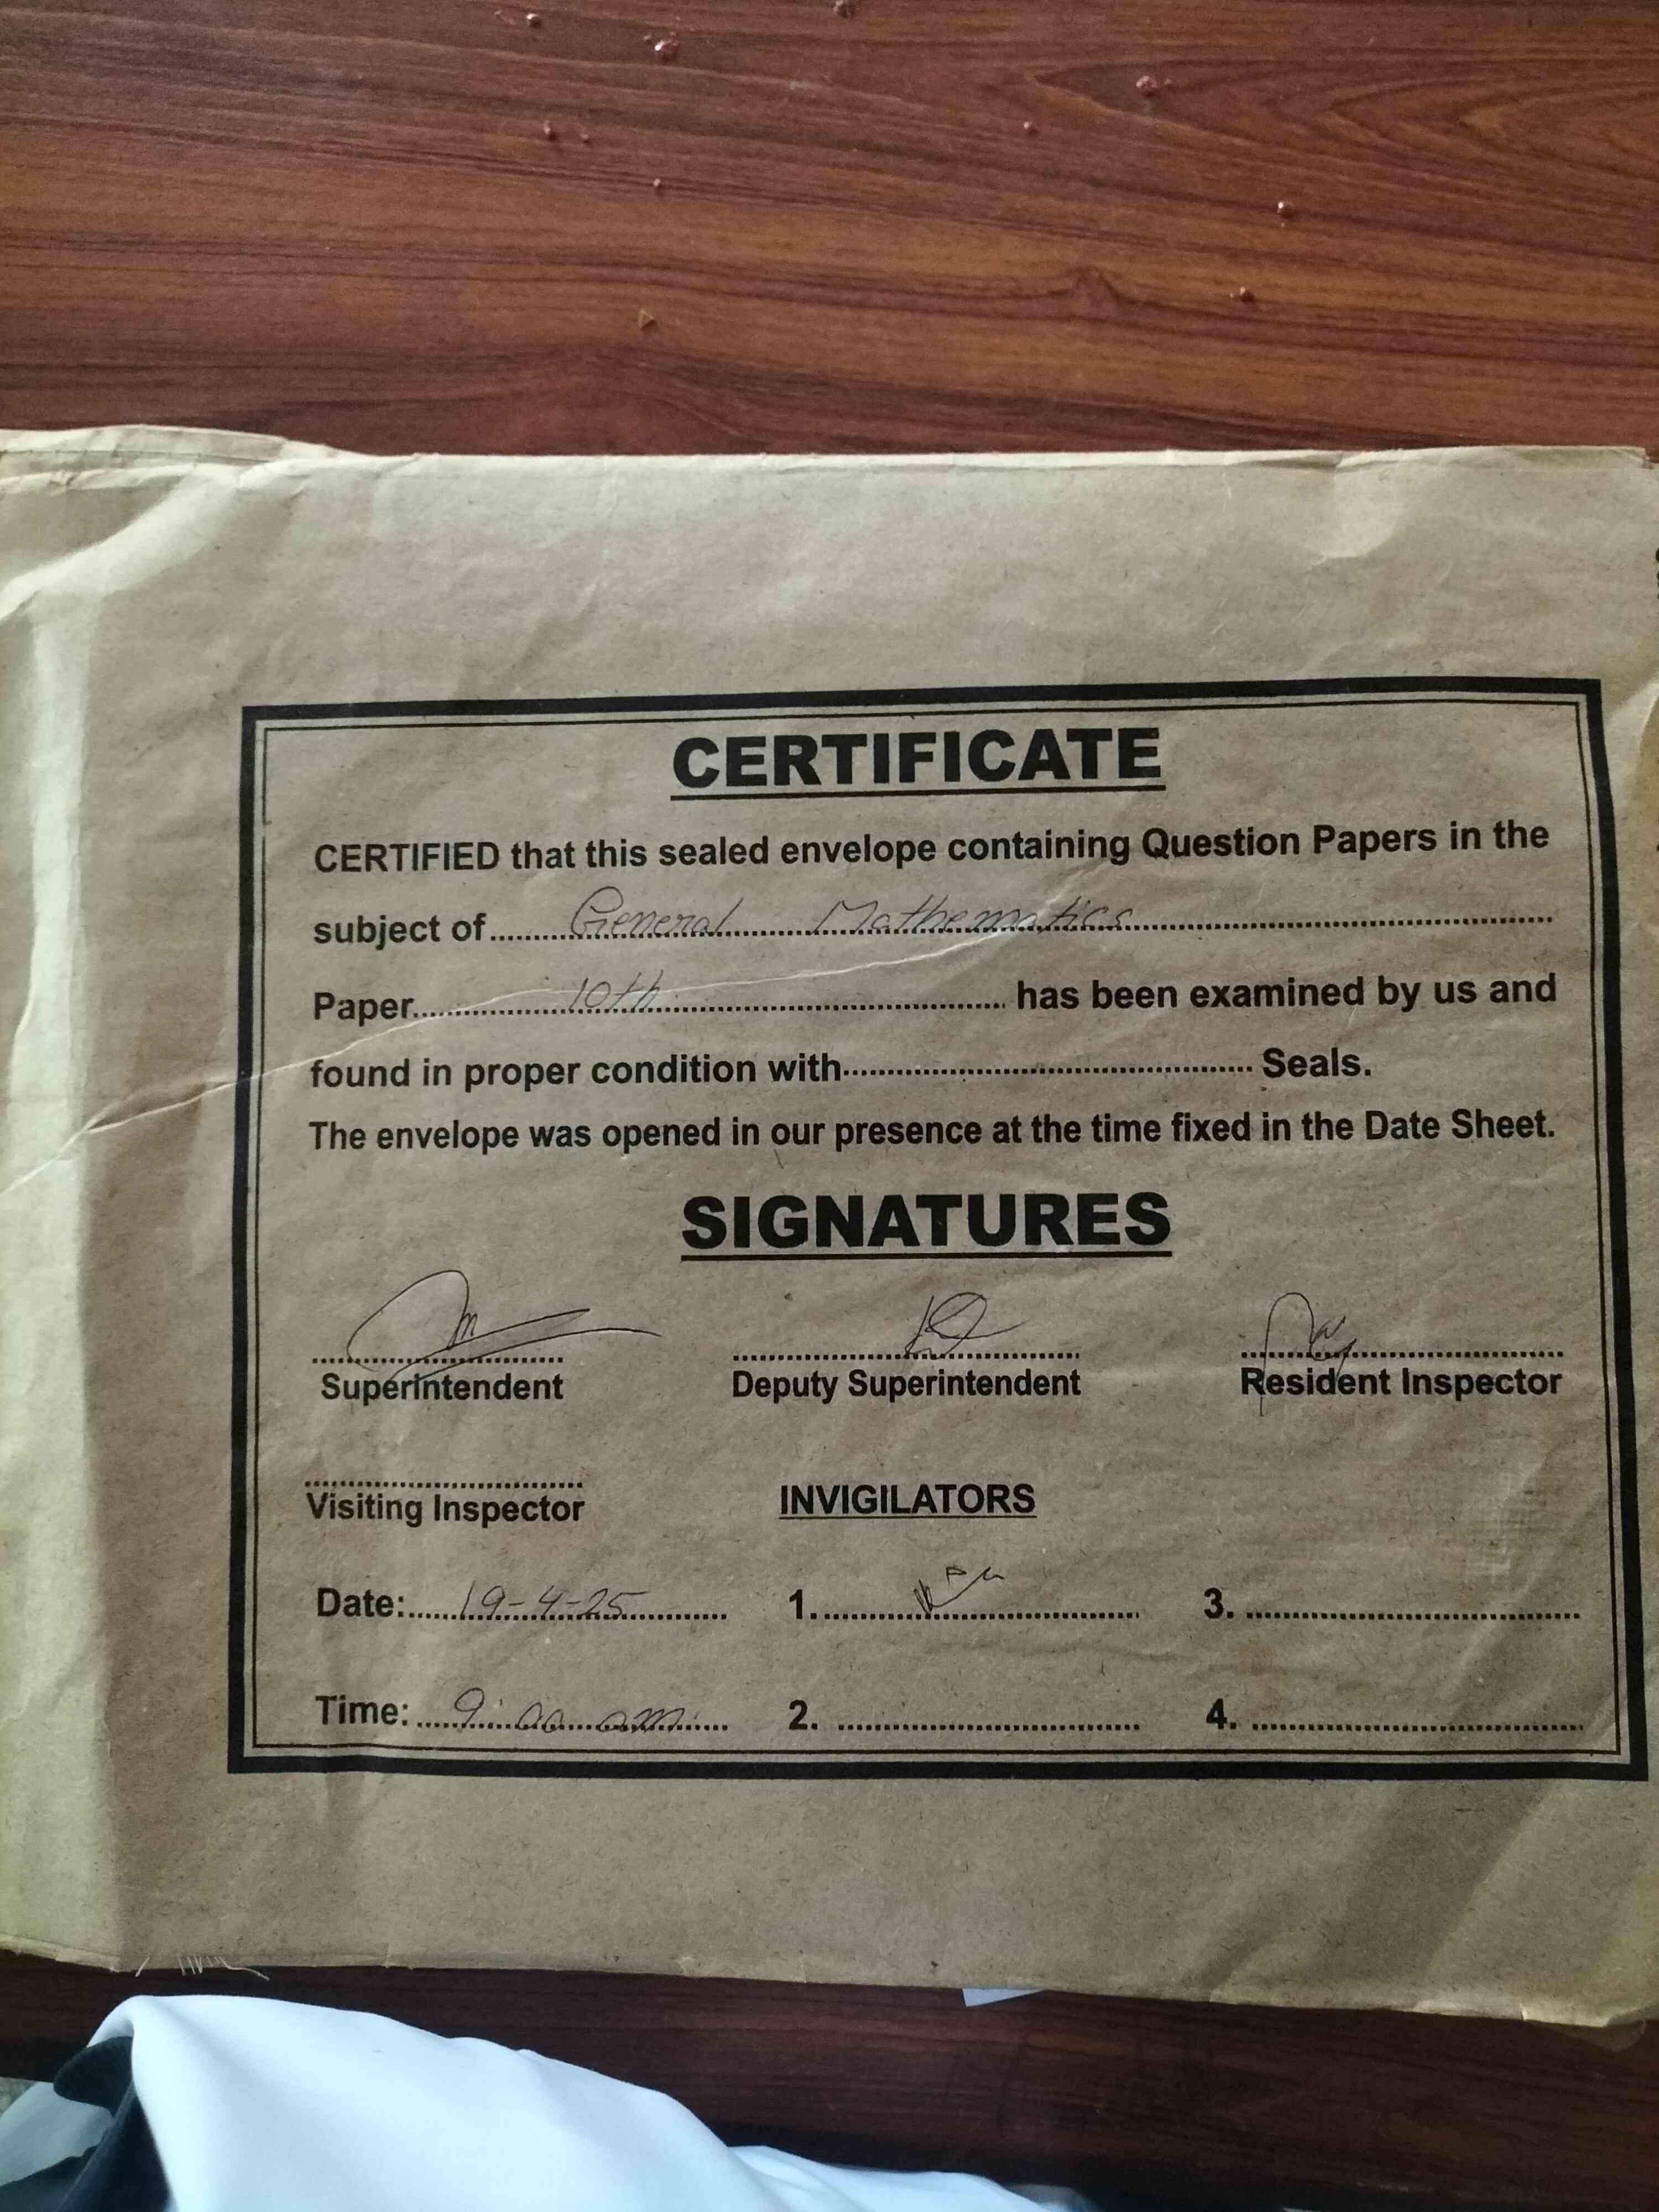 CERTIFICATE
CERTIFIED that this sealed envelope containing Question Papers in the
subject of General Mathematics
Paper 10th has been examined by us and
found in proper condition with Seals.
The envelope was opened in our presence at the time fixed in the Date Sheet.
SIGNATURES
Superintendent Deputy Superintendent Resident Inspector
Visiting Inspector INVIGILATORS
Date: 19-4-25 1. 3.
Time: 9:00 am 2. 4.